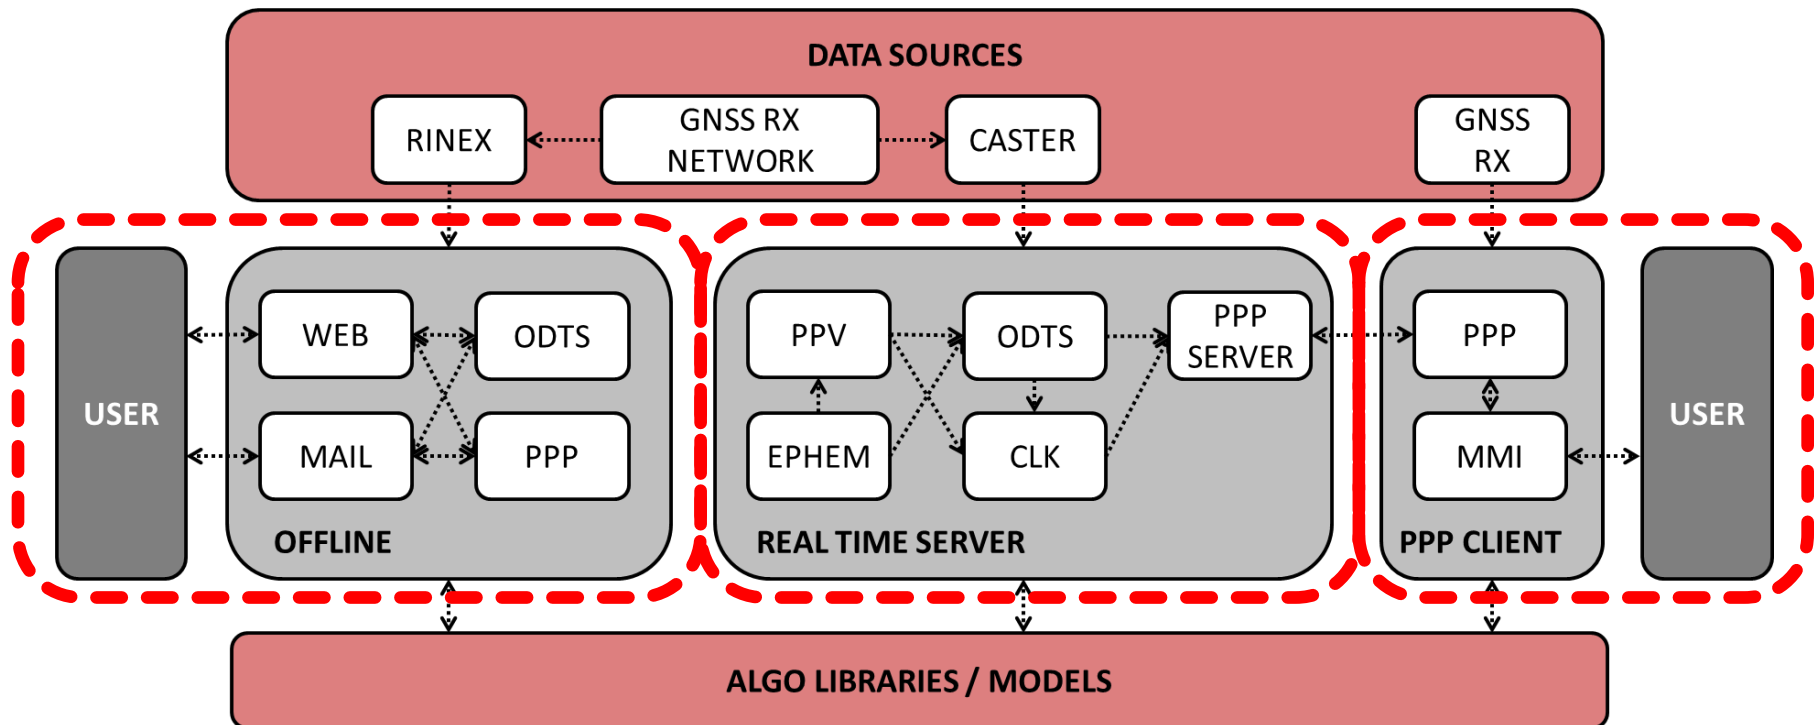 DATA SOURCES
RINEX
GNSS RX
NETWORK
CASTER
GNSS
RX
USER
WEB
ODTS
MAIL
PPP
OFFLINE
PPV
ODTS
PPP
SERVER
EPHEM
CLK
REAL TIME SERVER
PPP
MMI
PPP CLIENT
USER
ALGO LIBRARIES / MODELS